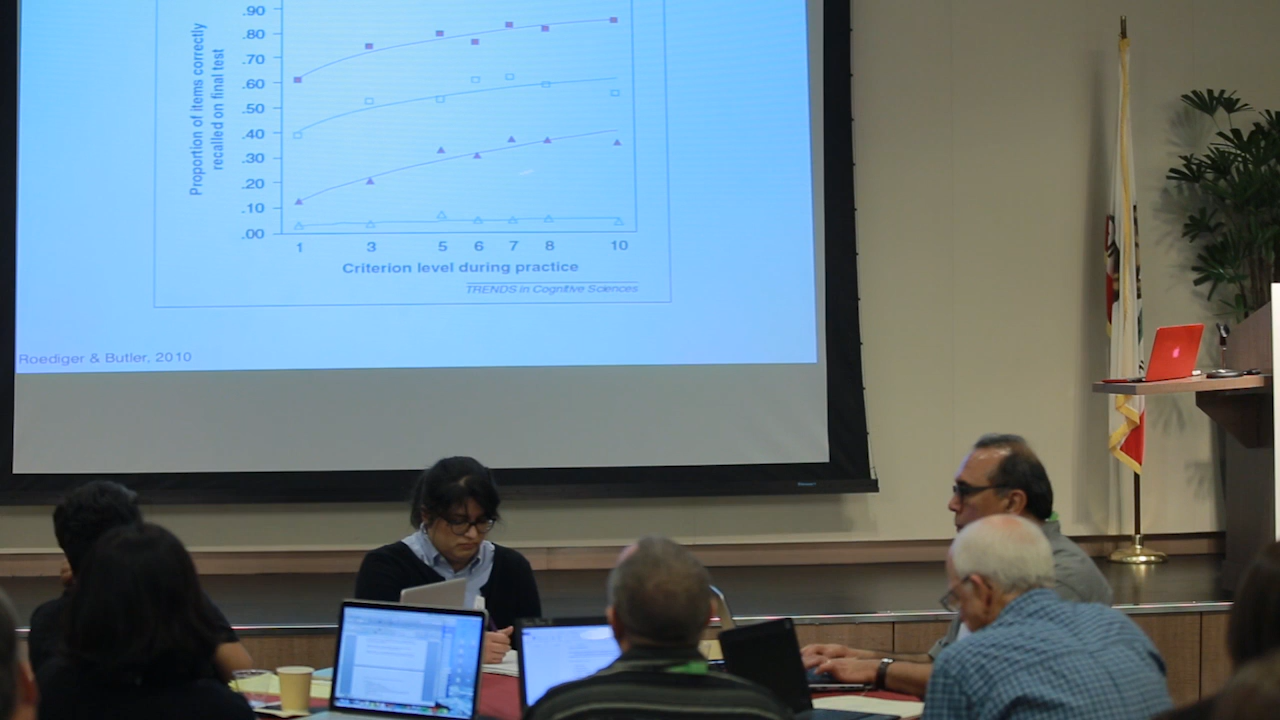 .90
.80
.70
.60
.50
.40
.30
.20
.10
.00
Proportion of items correctly
recalled on final test
1 3 5 6 7 8 10
Criterion level during practice
TRENDS in Cognitive Sciences
Roediger & Butler, 2010